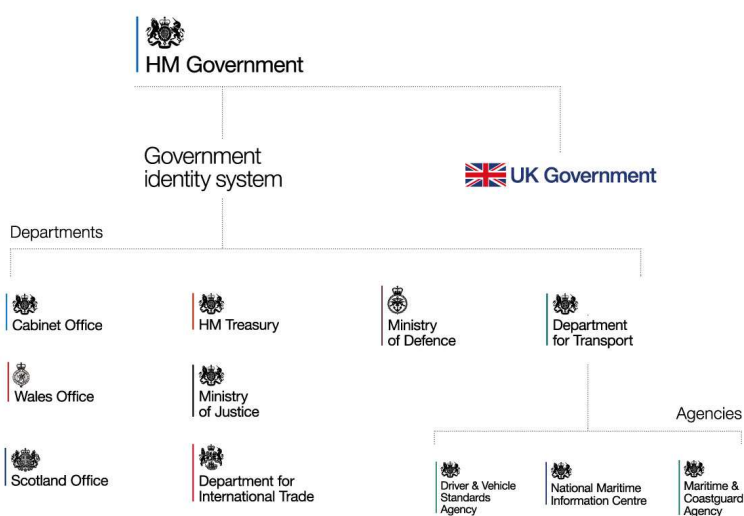 HM Government
Government
identity system
UK Government
Departments
Cabinet Office
HM Treasury
Ministry
of Defence
Department
for Transport
Wales Office
Ministry
of Justice
Agencies
Scotland Office
Department for
International Trade
Driver & Vehicle
Standards
Agency
National Maritime
Information Centre
Maritime &
Coastguard
Agency